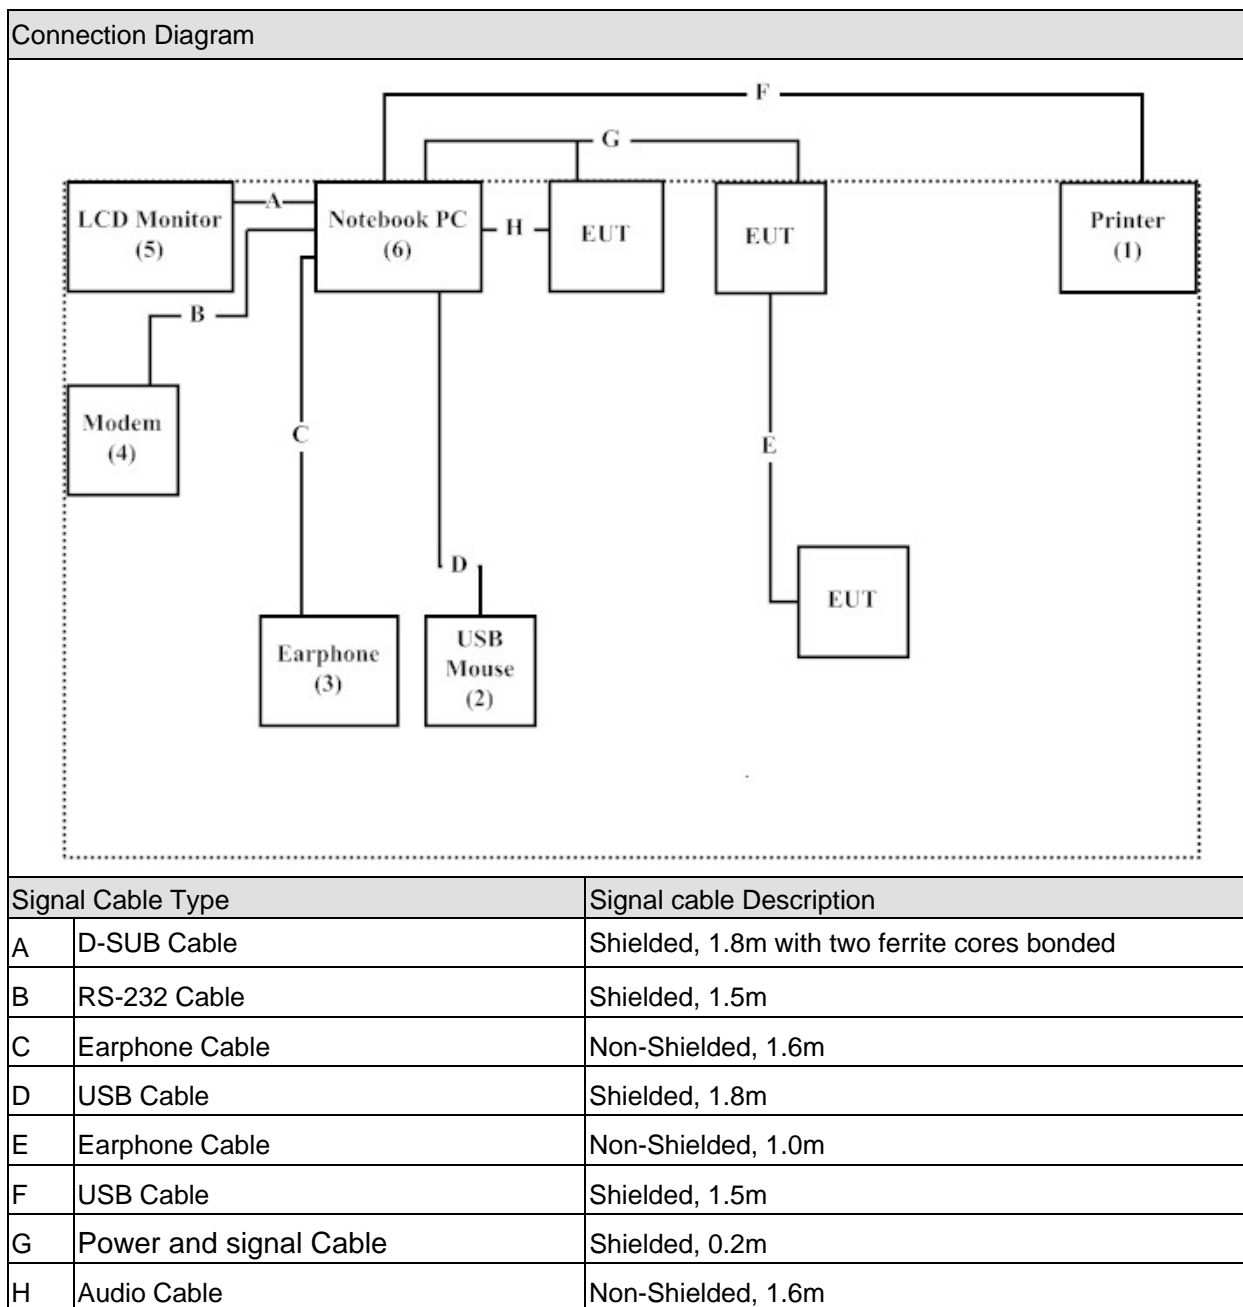 Connection Diagram
F
G
LCD Monitor
(5)
A
Notebook PC
(6)
H
EUT
EUT
Printer
(1)
B
Modem
(4)
C
E
D
EUT
Earphone
(3)
USB
Mouse
(2)
Signal Cable Type Signal cable Description
A D-SUB Cable Shielded, 1.8m with two ferrite cores bonded
B RS-232 Cable Shielded, 1.5m
C Earphone Cable Non-Shielded, 1.6m
D USB Cable Shielded, 1.8m
E Earphone Cable Non-Shielded, 1.0m
F USB Cable Shielded, 1.5m
G Power and signal Cable Shielded, 0.2m
H Audio Cable Non-Shielded, 1.6m